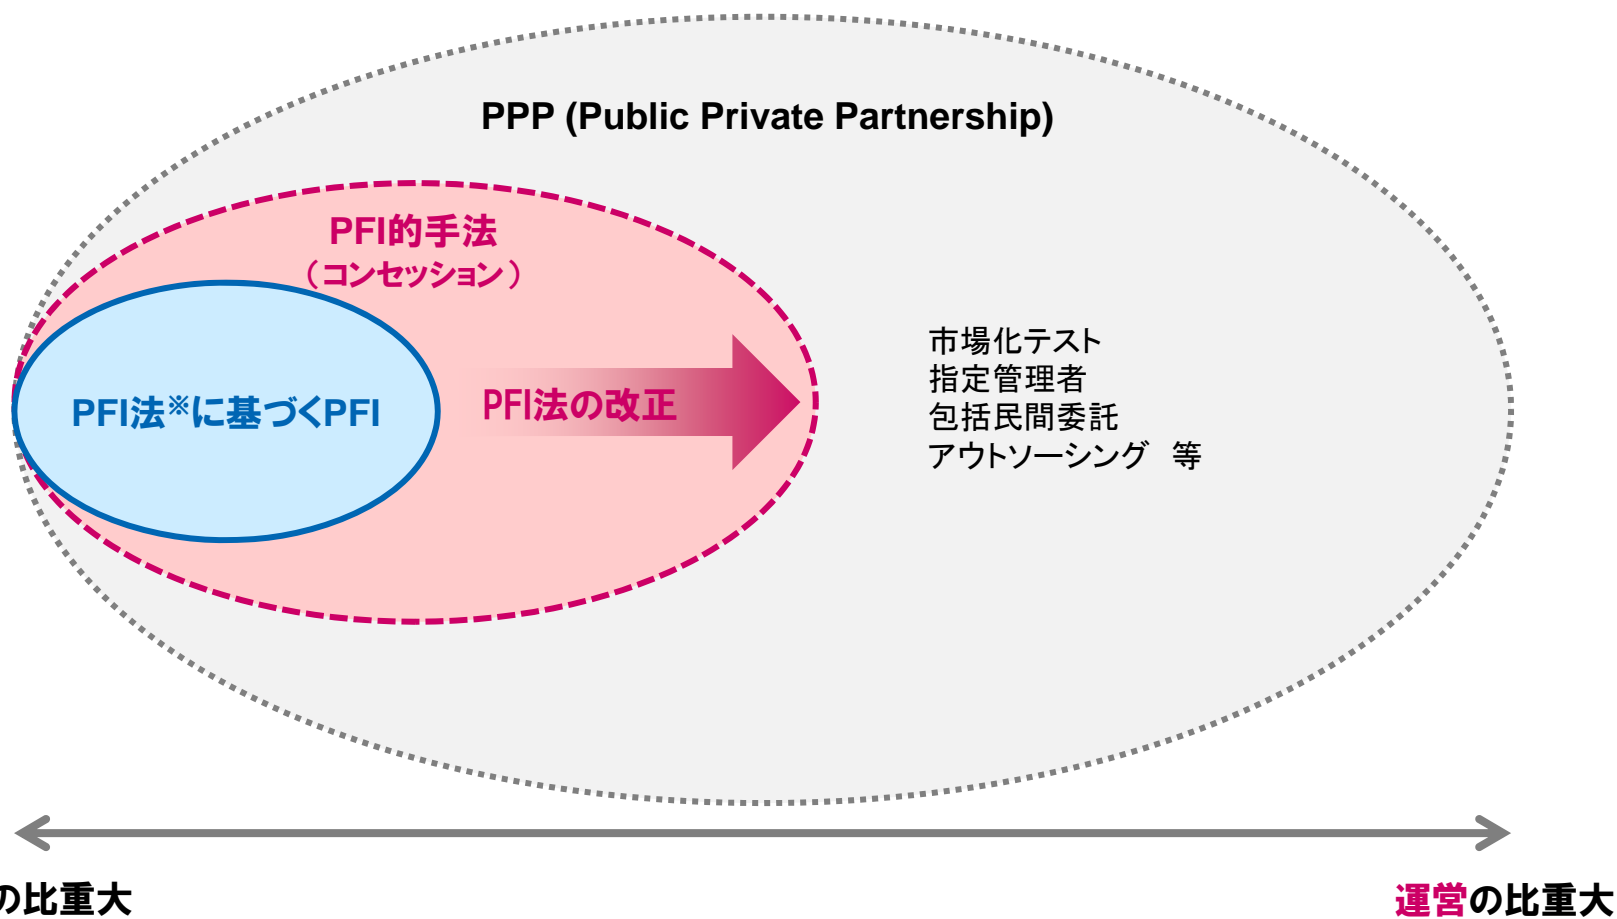 PPP (Public Private Partnership)
PFI的手法
（コンセッション）
PFI法※に基づくPFI
PFI法の改正
市場化テスト
指定管理者
包括民間委託
アウトソーシング　等
の比重大
運営の比重大